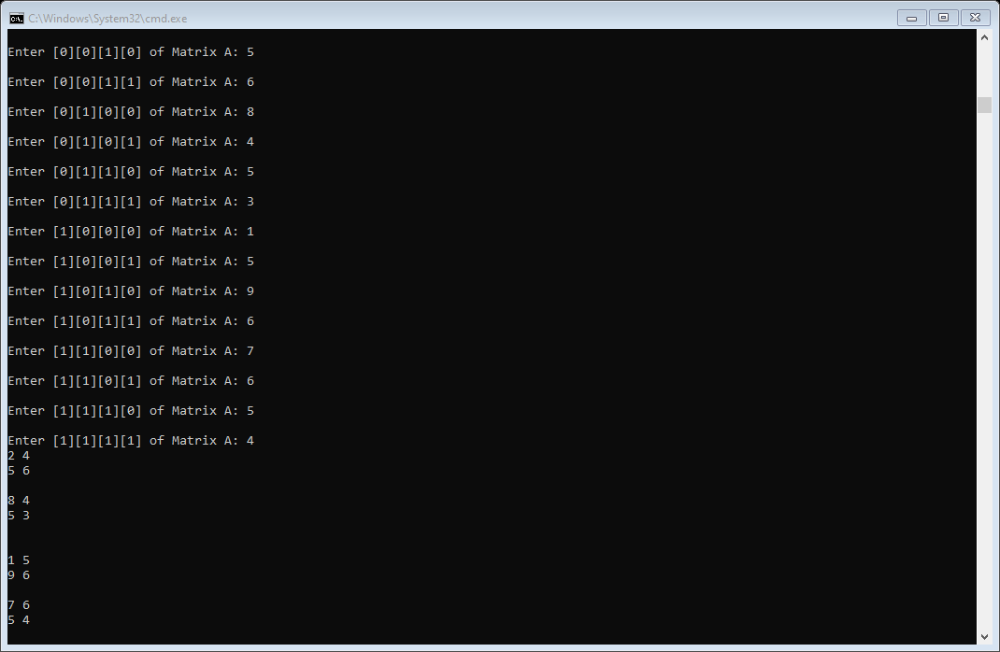 C:\Windows\System32\cmd.exe
Enter [0][0][1][0] of Matrix A: 5
Enter [0][0][1][1] of Matrix A: 6
Enter [0][1][0][0] of Matrix A: 8
Enter [0][1][0][1] of Matrix A: 4
Enter [0][1][1][0] of Matrix A: 5
Enter [0][1][1][1] of Matrix A: 3
Enter [1][0][0][0] of Matrix A: 1
Enter [1][0][0][1] of Matrix A: 5
Enter [1][0][1][0] of Matrix A: 9
Enter [1][0][1][1] of Matrix A: 6
Enter [1][1][0][0] of Matrix A: 7
Enter [1][1][0][1] of Matrix A: 6
Enter [1][1][1][0] of Matrix A: 5
Enter [1][1][1][1] of Matrix A: 4
2 4
5 6
8 4
5 3
1 5
9 6
7 6
5 4